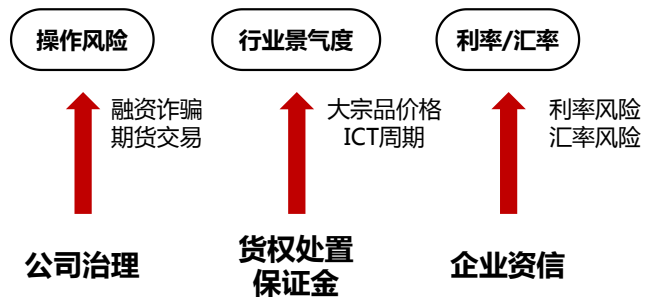 操作风险
行业景气度
利率/汇率
融资诈骗
期货交易
大宗品价格
ICT周期
利率风险
汇率风险
公司治理
货权处置
保证金
企业资信